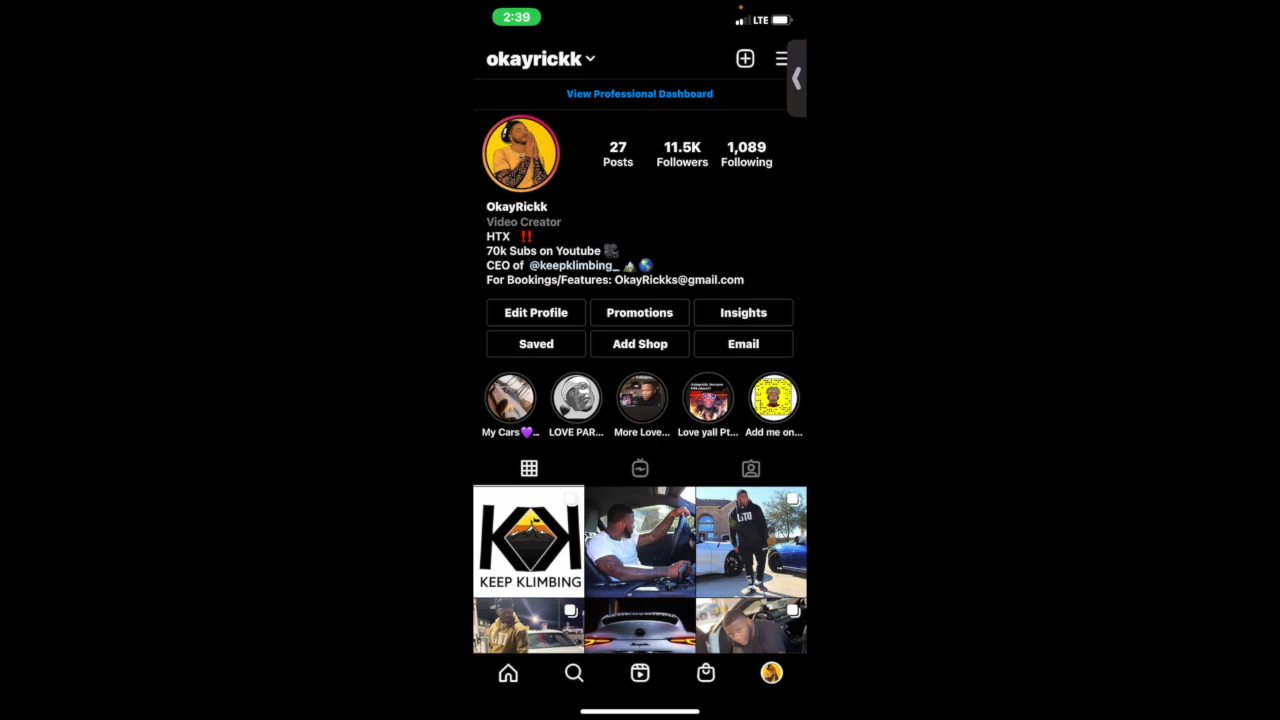 2:39
LTE
okayrickk
View Professional Dashboard
27 11.5K 1,089
Posts Followers Following
OkayRickk
Video Creator
HTX ‼️
70k Subs on Youtube 🎥
CEO of @keepklimbing_ ⛰️🌎
For Bookings/Features: OkayRickks@gmail.com
Edit Profile Promotions Insights
Saved Add Shop Email
My Cars💜… LOVE PAR... More Love... Love yall Pt... Add me on...
KK
KEEP KLIMBING
LITO